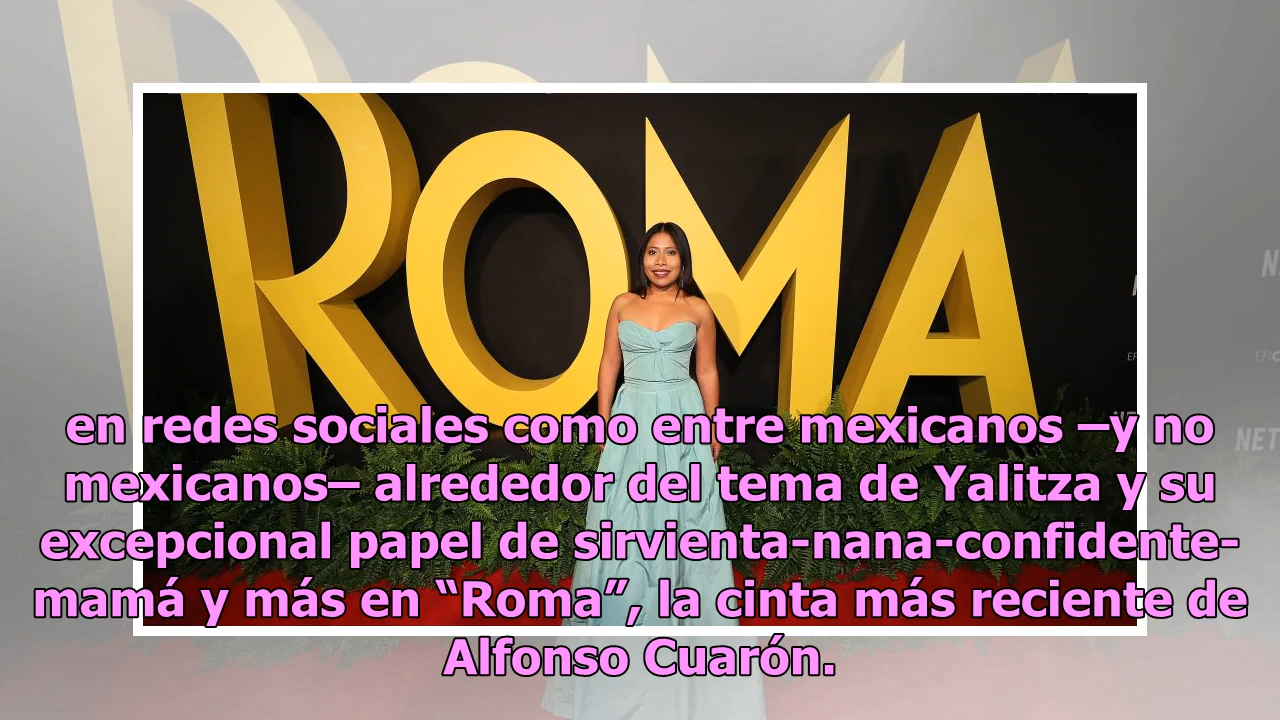 ROMA
en redes sociales como entre mexicanos –y no
mexicanos– alrededor del tema de Yalitza y su
excepcional papel de sirvienta-nana-confidente-
mamá y más en “Roma”, la cinta más reciente de
Alfonso Cuarón.